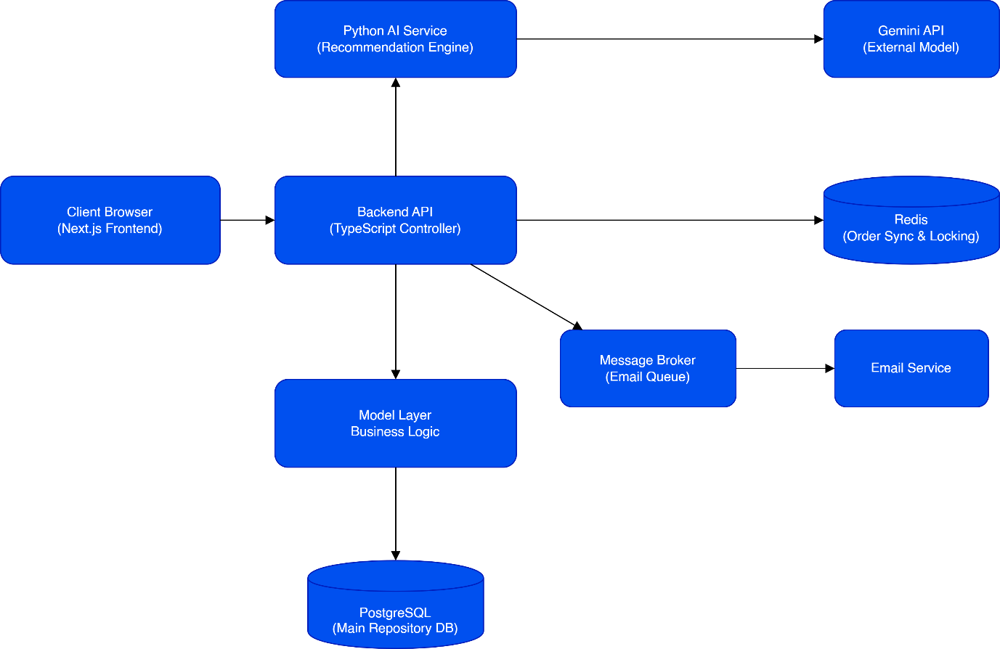 Python AI Service
(Recommendation Engine)
Gemini API
(External Model)
Client Browser
(Next.js Frontend)
Backend API
(TypeScript Controller)
Redis
(Order Sync & Locking)
Message Broker
(Email Queue)
Email Service
Model Layer
Business Logic
PostgreSQL
(Main Repository DB)